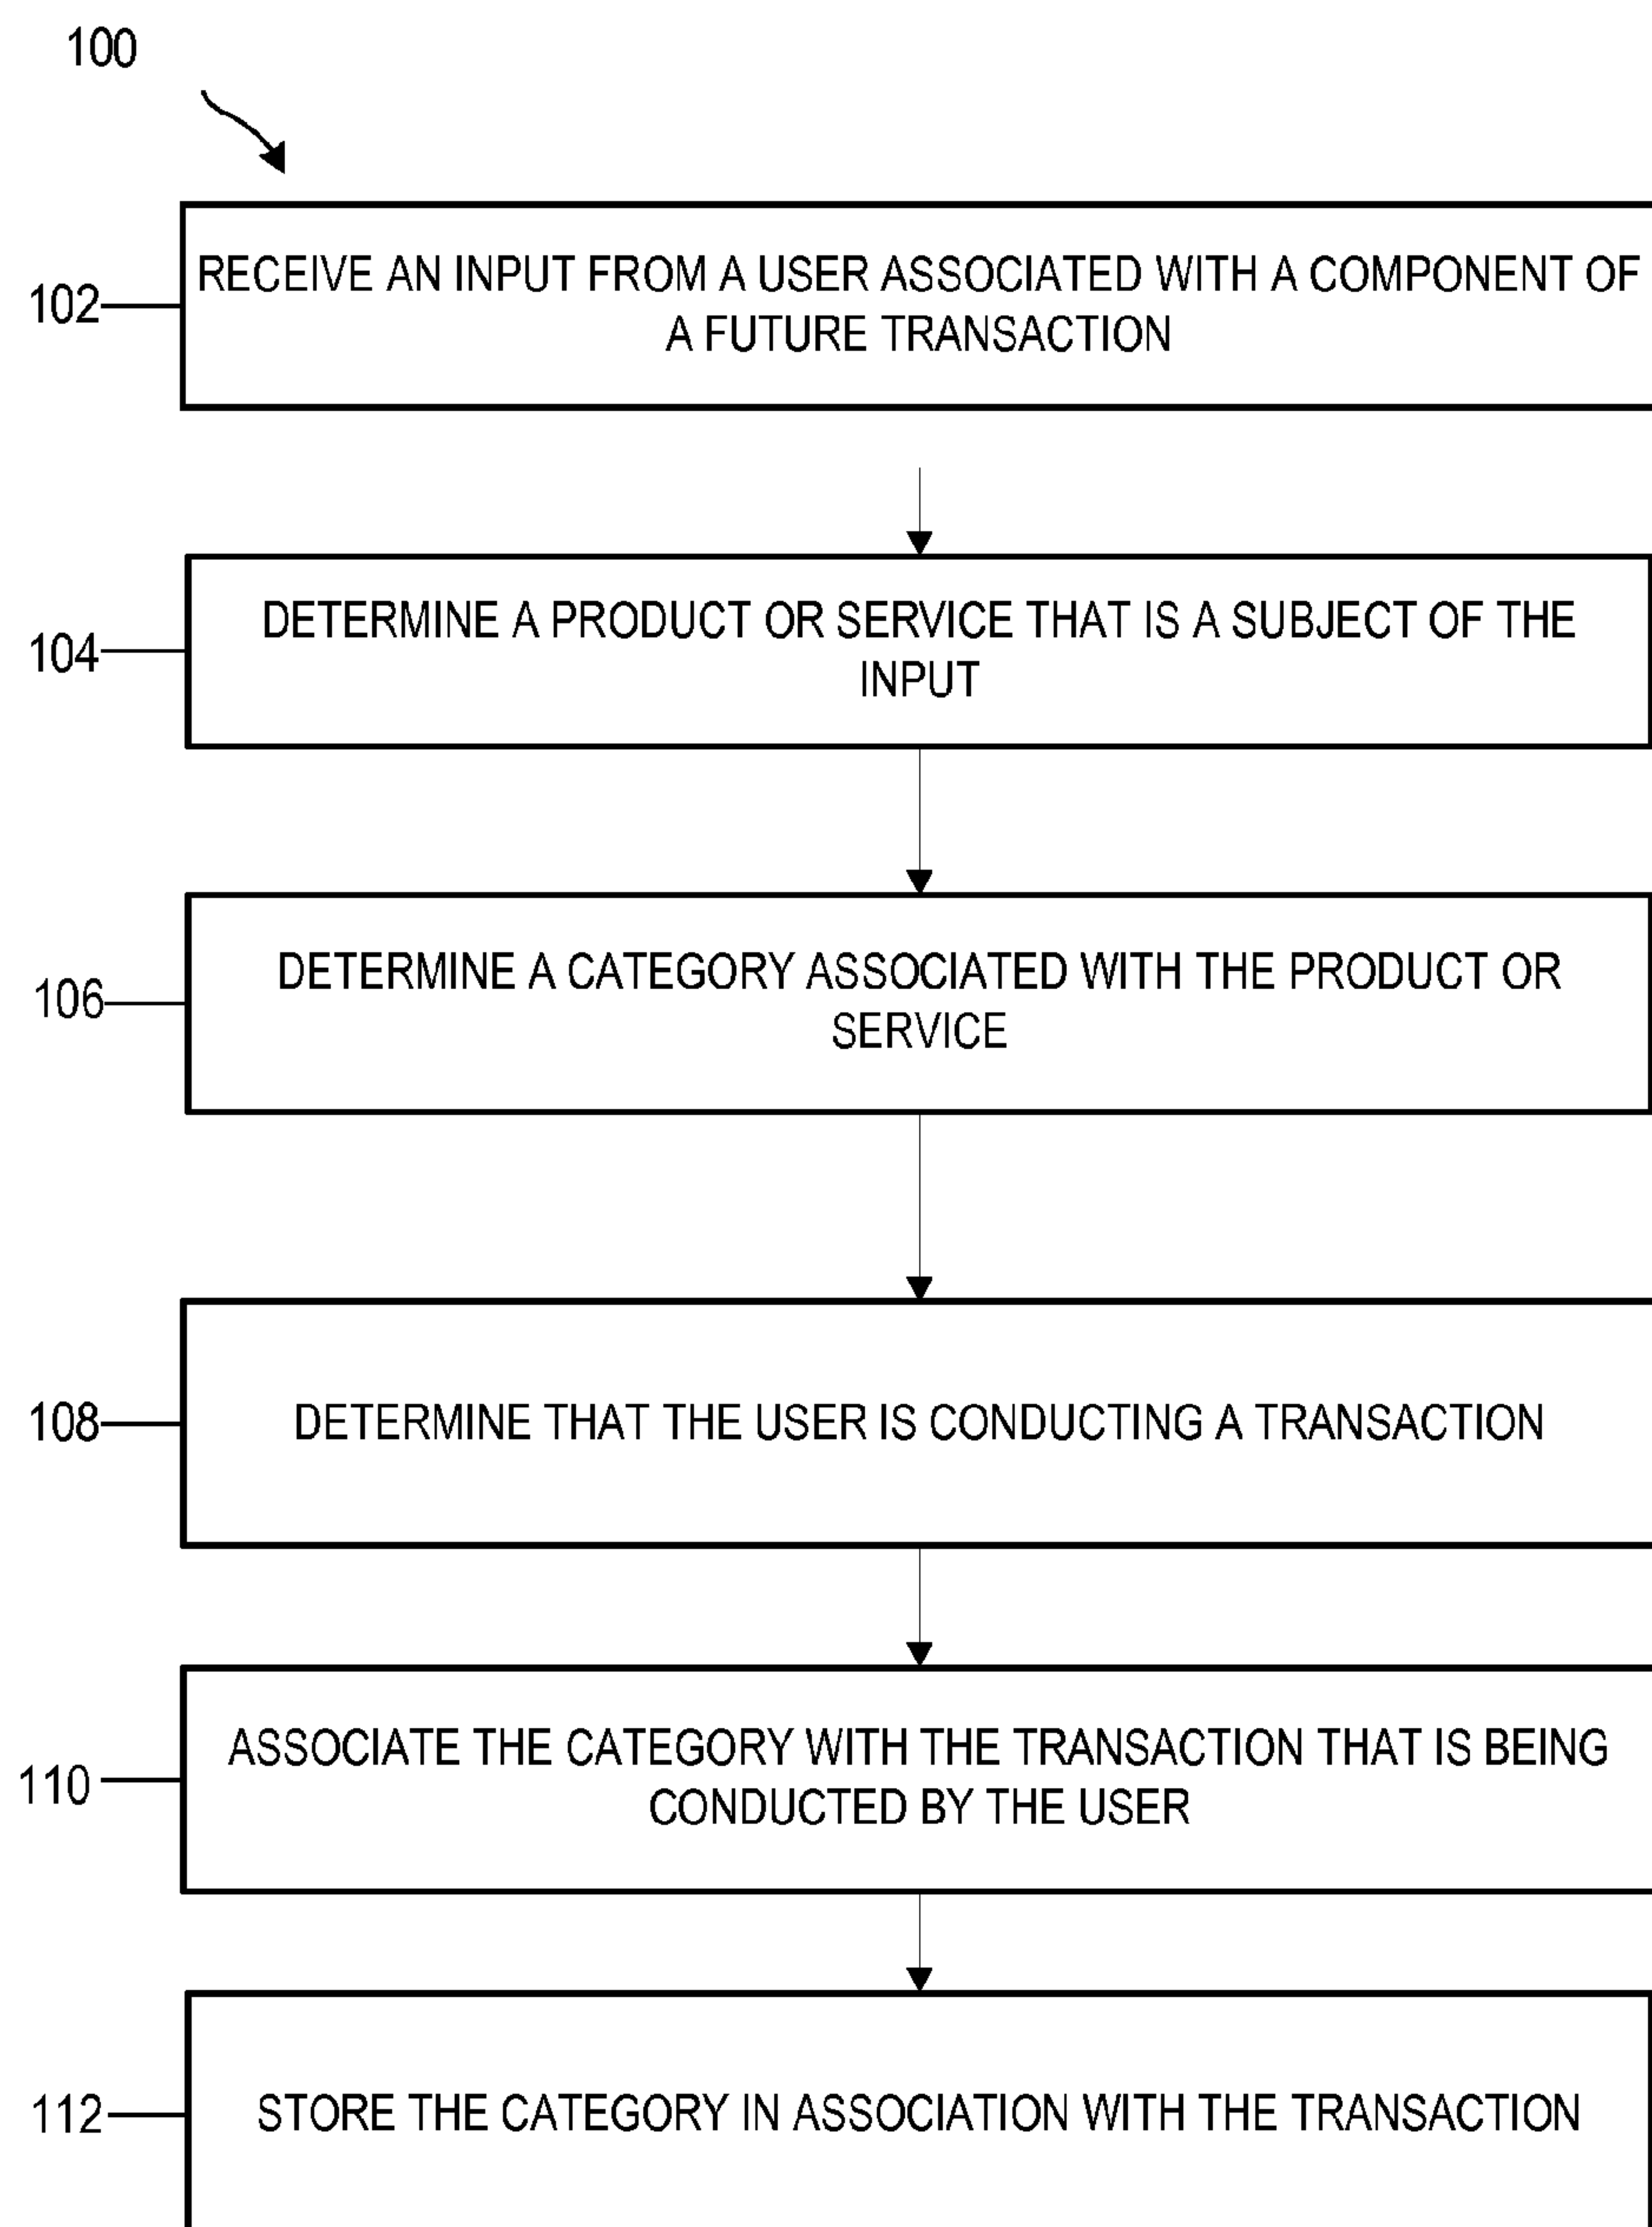 100
102
RECEIVE AN INPUT FROM A USER ASSOCIATED WITH A COMPONENT OF
A FUTURE TRANSACTION
104
DETERMINE A PRODUCT OR SERVICE THAT IS A SUBJECT OF THE
INPUT
106
DETERMINE A CATEGORY ASSOCIATED WITH THE PRODUCT OR
SERVICE
108
DETERMINE THAT THE USER IS CONDUCTING A TRANSACTION
110
ASSOCIATE THE CATEGORY WITH THE TRANSACTION THAT IS BEING
CONDUCTED BY THE USER
112
STORE THE CATEGORY IN ASSOCIATION WITH THE TRANSACTION